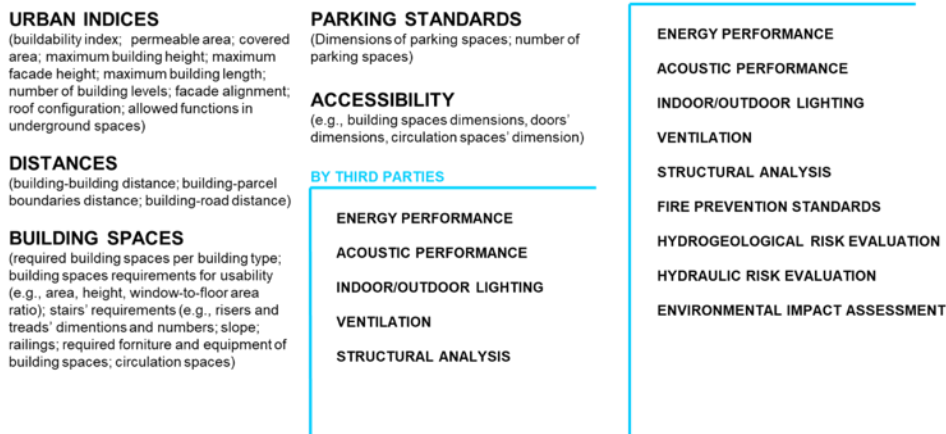 URBAN INDICES
(buildability index; permeable area; covered
area; maximum building height; maximum
facade height; maximum building length;
number of building levels; facade alignment;
roof configuration; allowed functions in
underground spaces)
DISTANCES
(building-building distance; building-parcel
boundaries distance; building-road distance)
BUILDING SPACES
(required building spaces per building type;
building spaces requirements for usability
(e.g., area, height, window-to-floor area
ratio); stairs' requirements (e.g., risers and
treads' dimentions and numbers; slope;
railings; required forniture and equipment of
building spaces; circulation spaces)
PARKING STANDARDS
(Dimensions of parking spaces; number of
parking spaces)
ACCESSIBILITY
(e.g., building spaces dimensions, doors'
dimensions, circulation spaces' dimension)
BY THIRD PARTIES
ENERGY PERFORMANCE
ACOUSTIC PERFORMANCE
INDOOR/OUTDOOR LIGHTING
VENTILATION
STRUCTURAL ANALYSIS
ENERGY PERFORMANCE
ACOUSTIC PERFORMANCE
INDOOR/OUTDOOR LIGHTING
VENTILATION
STRUCTURAL ANALYSIS
FIRE PREVENTION STANDARDS
HYDROGEOLOGICAL RISK EVALUATION
HYDRAULIC RISK EVALUATION
ENVIRONMENTAL IMPACT ASSESSMENT